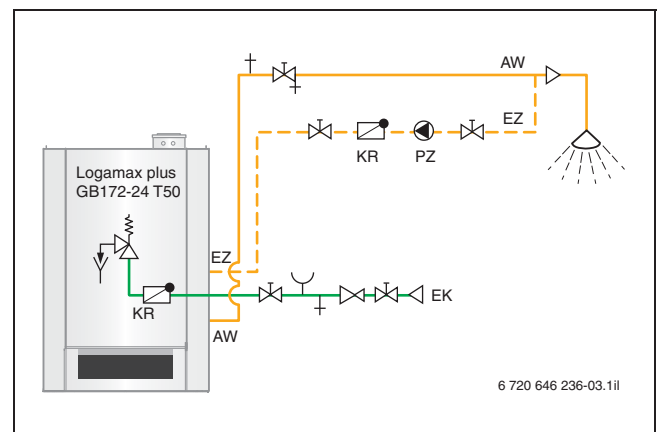 AW
EZ
KR
PZ
Logamax plus
GB172-24 T50
EZ
KR
EK
AW
6 720 646 236-03.1il